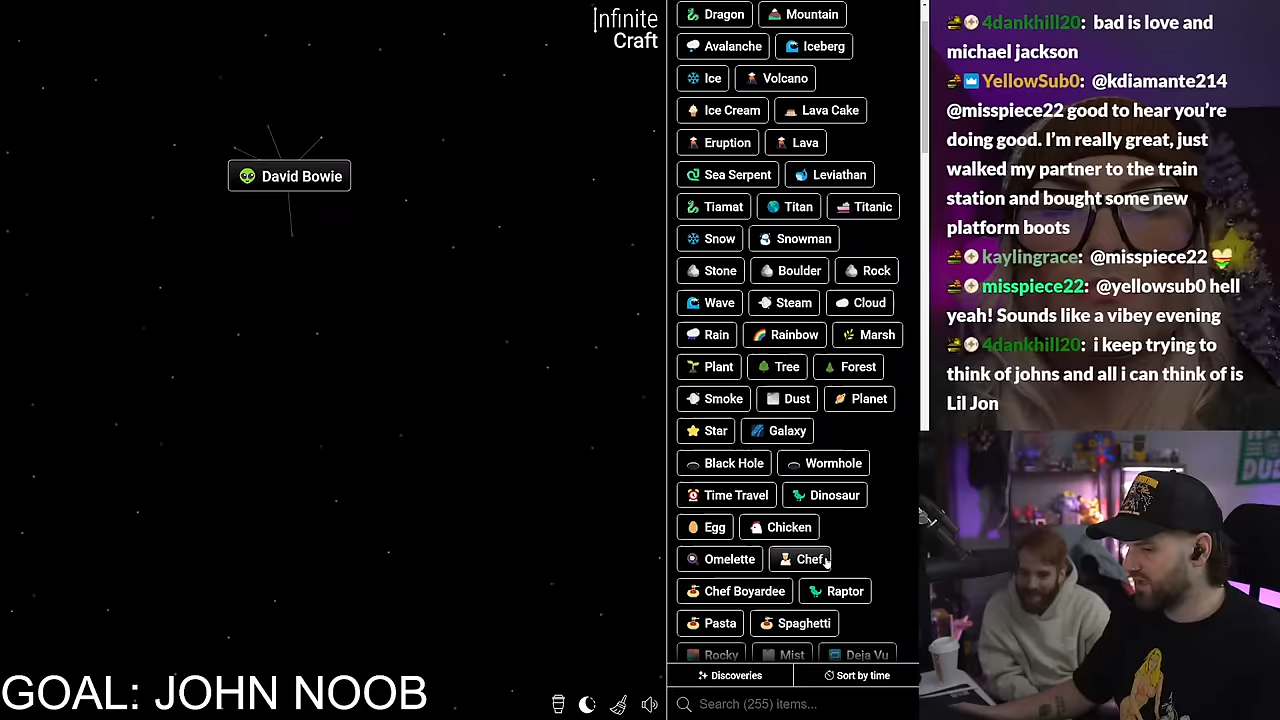 Infinite
Craft
David Bowie
GOAL: JOHN NOOB
Dragon Mountain
Avalanche Iceberg
Ice Volcano
Ice Cream Lava Cake
Eruption Lava
Sea Serpent Leviathan
Tiamat Titan Titanic
Snow Snowman
Stone Boulder Rock
Wave Steam Cloud
Rain Rainbow Marsh
Plant Tree Forest
Smoke Dust Planet
Star Galaxy
Black Hole Wormhole
Time Travel Dinosaur
Egg Chicken
Omelette Chef
Chef Boyardee Raptor
Pasta Spaghetti
Rocky Mist Deja Vu
Discoveries Sort by time
Search (255) items...
4dankhill20: bad is love and
michael jackson
YellowSub0: @kdiamante214
@misspiece22 good to hear you’re
doing good. I’m really great, just
walked my partner to the train
station and bought some new
platform boots
kaylingrace: @misspiece22
misspiece22: @yellowsub0 hell
yeah! Sounds like a vibey evening
4dankhill20: i keep trying to
think of johns and all i can think of is
Lil Jon